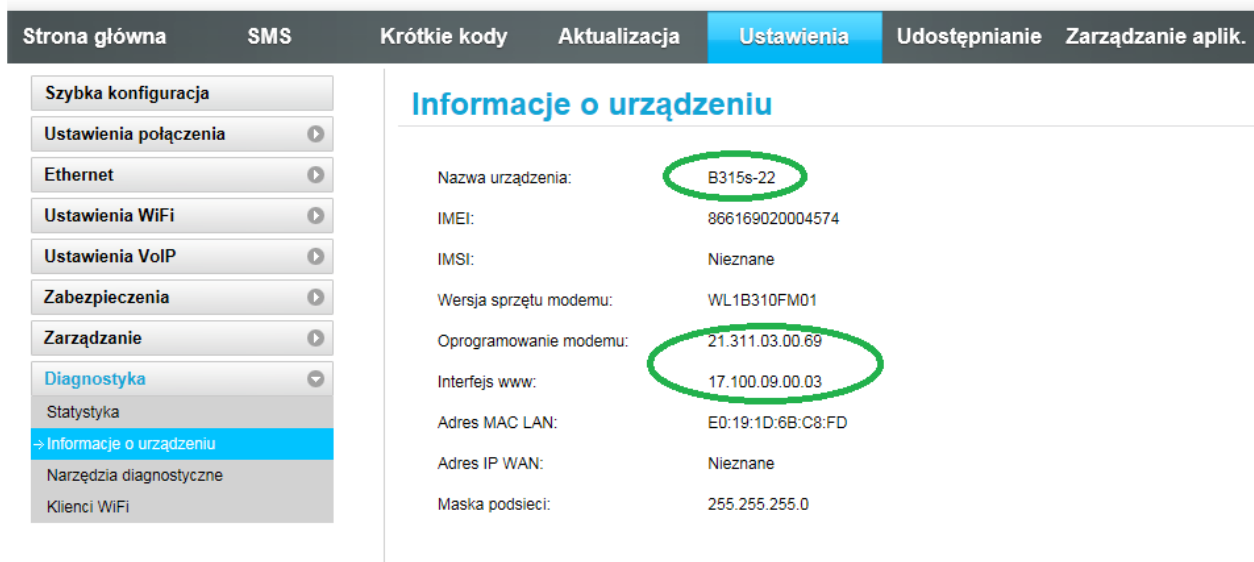 Strona główna SMS Krótkie kody Aktualizacja Ustawienia Udostępnianie Zarządzanie aplik.
Szybka konfiguracja
Ustawienia połączenia
Ethernet
Ustawienia WiFi
Ustawienia VoIP
Zabezpieczenia
Zarządzanie
Diagnostyka
Statystyka
Informacje o urządzeniu
Narzędzia diagnostyczne
Klienci WiFi
Informacje o urządzeniu
Nazwa urządzenia: B315s-22
IMEI: 866169020004574
IMSI: Nieznane
Wersja sprzętu modemu: WL1B310FM01
Oprogramowanie modemu: 21.311.03.00.69
Interfejs www: 17.100.09.00.03
Adres MAC LAN: E0:19:1D:6B:C8:FD
Adres IP WAN: Nieznane
Maska podsieci: 255.255.255.0